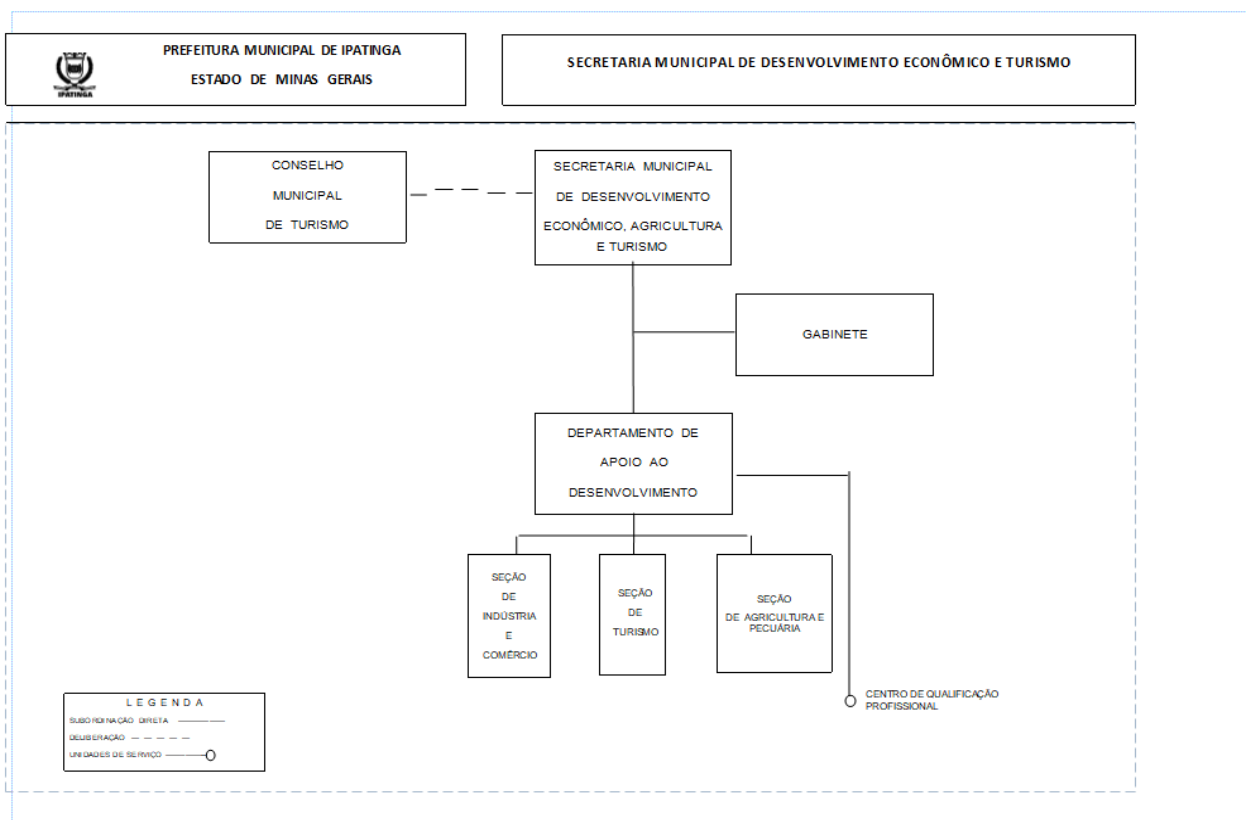 PREFEITURA MUNICIPAL DE IPATINGA
ESTADO DE MINAS GERAIS
IPATINGA
SECRETARIA MUNICIPAL DE DESENVOLVIMENTO ECONÔMICO E TURISMO
CONSELHO
MUNICIPAL
DE TURISMO
SECRETARIA MUNICIPAL
DE DESENVOLVIMENTO
ECONÔMICO, AGRICULTURA
E TURISMO
GABINETE
DEPARTAMENTO DE
APOIO AO
DESENVOLVIMENTO
SEÇÃO
DE
INDÚSTRIA
E
COMÉRCIO
SEÇÃO
DE
TURISMO
SEÇÃO
DE AGRICULTURA E
PECUÁRIA
CENTRO DE QUALIFICAÇÃO
PROFISSIONAL
LEGENDA
SUBORDINAÇÃO DIRETA
DELIBERAÇÃO
UNIDADES DE SERVIÇO